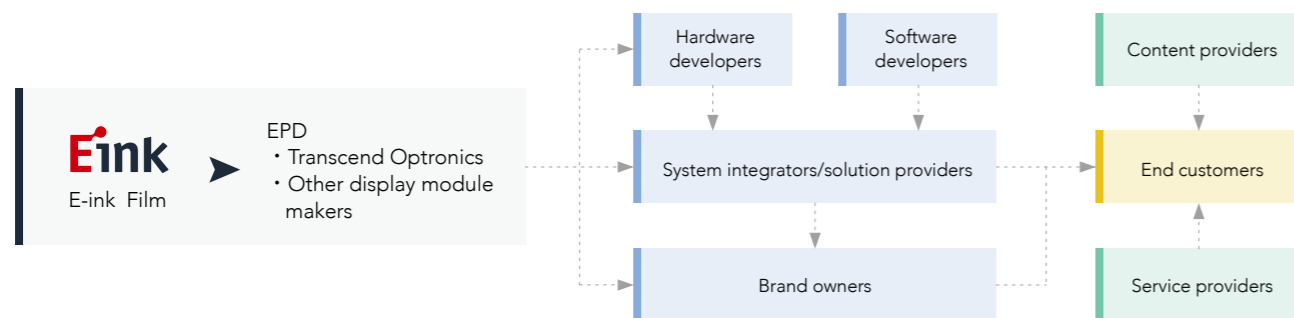 Eink
E-ink Film
EPD
・Transcend Optronics
・Other display module
makers
Hardware
developers
Software
developers
System integrators/solution providers
Brand owners
Content providers
End customers
Service providers